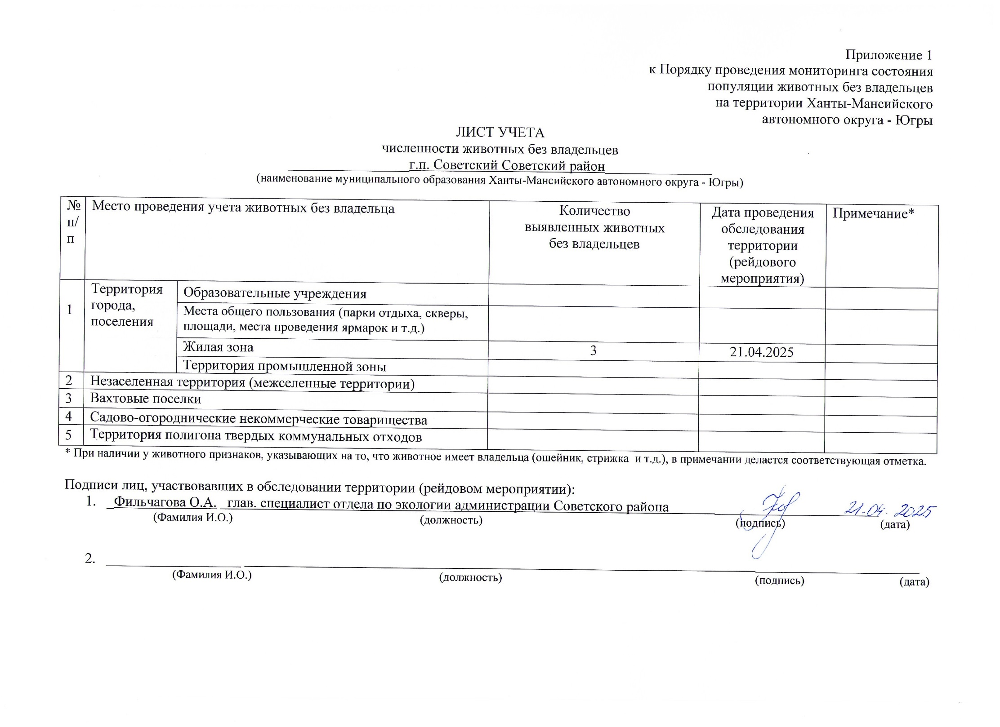 Приложение 1
к Порядку проведения мониторинга состояния
популяции животных без владельцев
на территории Ханты-Мансийского
автономного округа - Югры
ЛИСТ УЧЕТА
численности животных без владельцев
г.п. Советский Советский район
(наименование муниципального образования Ханты-Мансийского автономного округа - Югры)
№ п/п
Место проведения учета животных без владельца
Количество
выявленных животных
без владельцев
Дата проведения
обследования
территории
(рейдового
мероприятия)
Примечание*
1
Территория
города,
поселения
Образовательные учреждения
Места общего пользования (парки отдыха, скверы,
площади, места проведения ярмарок и т.д.)
Жилая зона 3 21.04.2025
Территория промышленной зоны
2 Незаселенная территория (межселенные территории)
3 Вахтовые поселки
4 Садово-огороднические некоммерческие товарищества
5 Территория полигона твердых коммунальных отходов
* При наличии у животного признаков, указывающих на то, что животное имеет владельца (ошейник, стрижка и т.д.), в примечании делается соответствующая отметка.
Подписи лиц, участвовавших в обследовании территории (рейдовом мероприятии):
1. Фильчагова О.А. глав. специалист отдела по экологии администрации Советского района 21.04.2025
(Фамилия И.О.) (должность) (подпись) (дата)
2.
(Фамилия И.О.) (должность) (подпись) (дата)